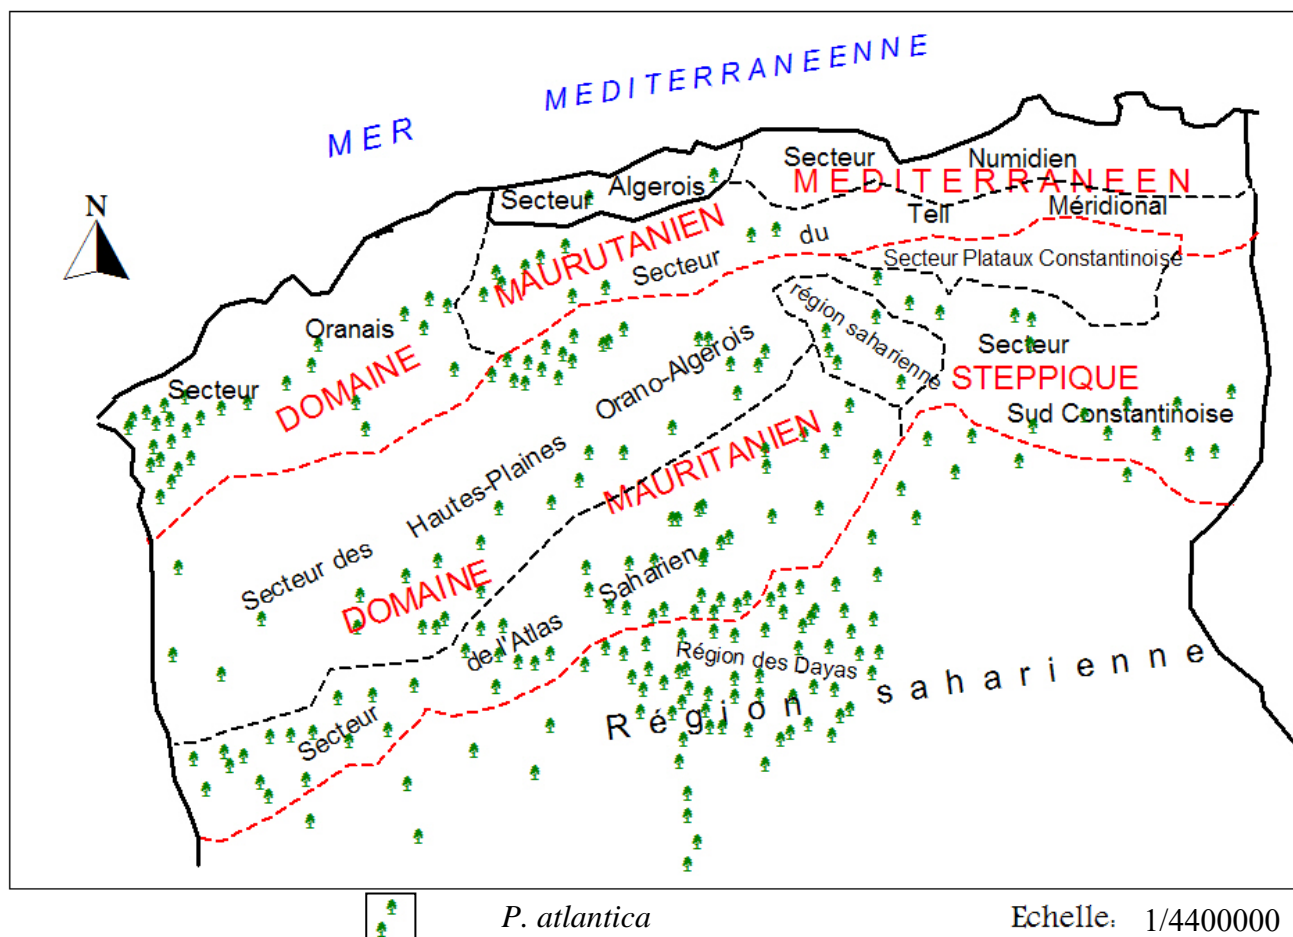 MER MEDITERRANEENNE
N
Secteur Numidien
Secteur Algerois
DOMAINE MAURUTANIEN MEDITERRANEEN
Secteur du Tell Méridional
Secteur Plataux Constantinoise
Secteur Oranais
région saharienne
Secteur des Hautes-Plaines Orano-Algerois
Secteur Sud Constantinoise
DOMAINE MAURITANIEN STEPPIQUE
Secteur de l'Atlas Saharien
Région des Dayas
Région saharienne
P. atlantica
Echelle: 1/4400000